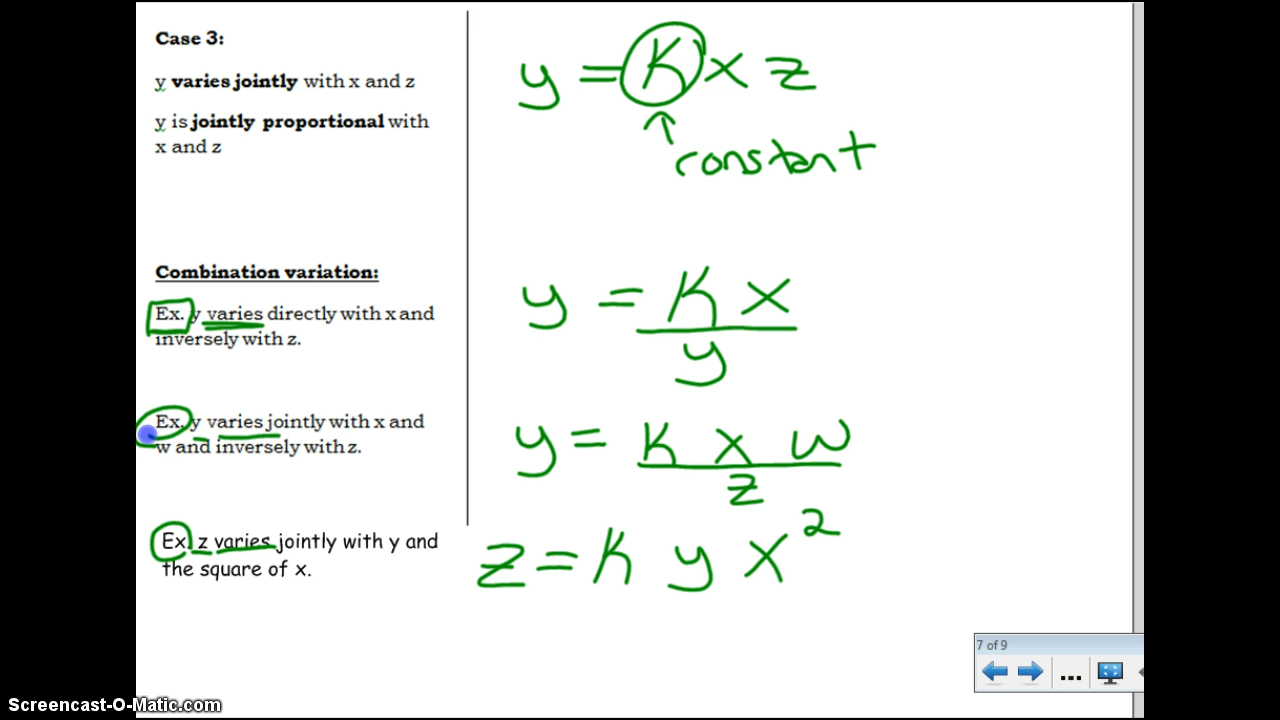 Case 3:
y varies jointly with x and z
y is jointly proportional with
x and z
y = K x z
↑
constant
Combination variation:
Ex. y varies directly with x and
inversely with z.
y = K x / y
Ex. y varies jointly with x and
w and inversely with z.
y = K x w / z
Ex. z varies jointly with y and
the square of x.
z = K y x²
7 of 9
...
Screencast-O-Matic.com